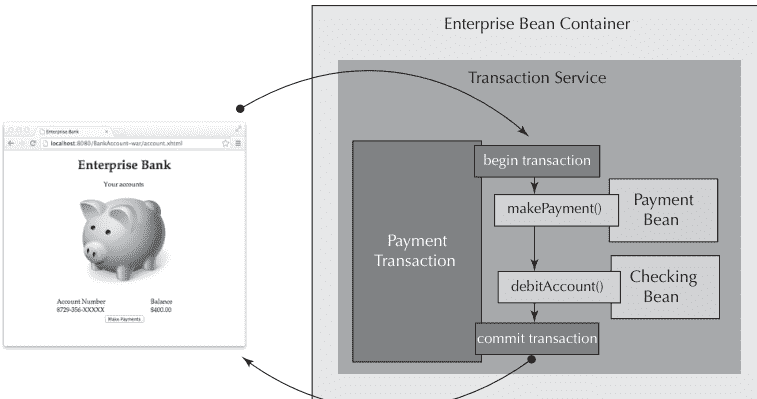 Enterprise Bean Container
Transaction Service
Enterprise Bank
localhost:8080/BankAccount-war/account.xhtml
Enterprise Bank
Your accounts
Account Number Balance
8729-356-XXXXX $400.00
Make Payments
begin transaction
makePayment()
Payment
Bean
Payment
Transaction
debitAccount()
Checking
Bean
commit transaction